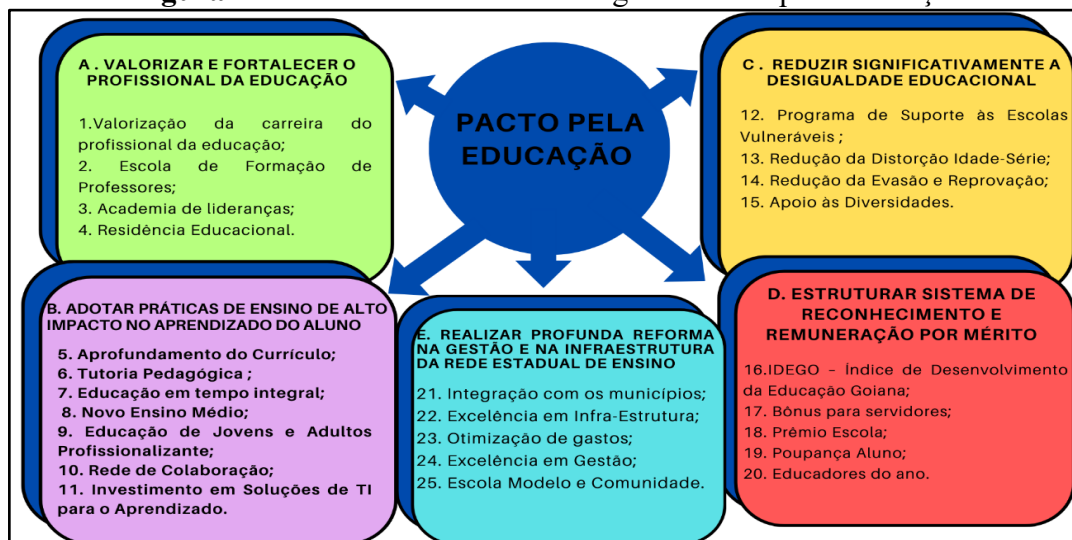 PACTO PELA
EDUCAÇÃO
A . VALORIZAR E FORTALECER O
PROFISSIONAL DA EDUCAÇÃO
1.Valorização da carreira do
profissional da educação;
2. Escola de Formação de
Professores;
3. Academia de lideranças;
4. Residência Educacional.
B. ADOTAR PRÁTICAS DE ENSINO DE ALTO
IMPACTO NO APRENDIZADO DO ALUNO
5. Aprofundamento do Currículo;
6. Tutoria Pedagógica ;
7. Educação em tempo integral;
8. Novo Ensino Médio;
9. Educação de Jovens e Adultos
Profissionalizante;
10. Rede de Colaboração;
11. Investimento em Soluções de TI
para o Aprendizado.
C . REDUZIR SIGNIFICATIVAMENTE A
DESIGUALDADE EDUCACIONAL
12. Programa de Suporte às Escolas
Vulneráveis ;
13. Redução da Distorção Idade-Série;
14. Redução da Evasão e Reprovação;
15. Apoio às Diversidades.
D. ESTRUTURAR SISTEMA DE
RECONHECIMENTO E
REMUNERAÇÃO POR MÉRITO
16.IDEGO – Índice de Desenvolvimento
da Educação Goiana;
17. Bônus para servidores;
18. Prêmio Escola;
19. Poupança Aluno;
20. Educadores do ano.
E. REALIZAR PROFUNDA REFORMA
NA GESTÃO E NA INFRAESTRUTURA
DA REDE ESTADUAL DE ENSINO
21. Integração com os municípios;
22. Excelência em Infra-Estrutura;
23. Otimização de gastos;
24. Excelência em Gestão;
25. Escola Modelo e Comunidade.